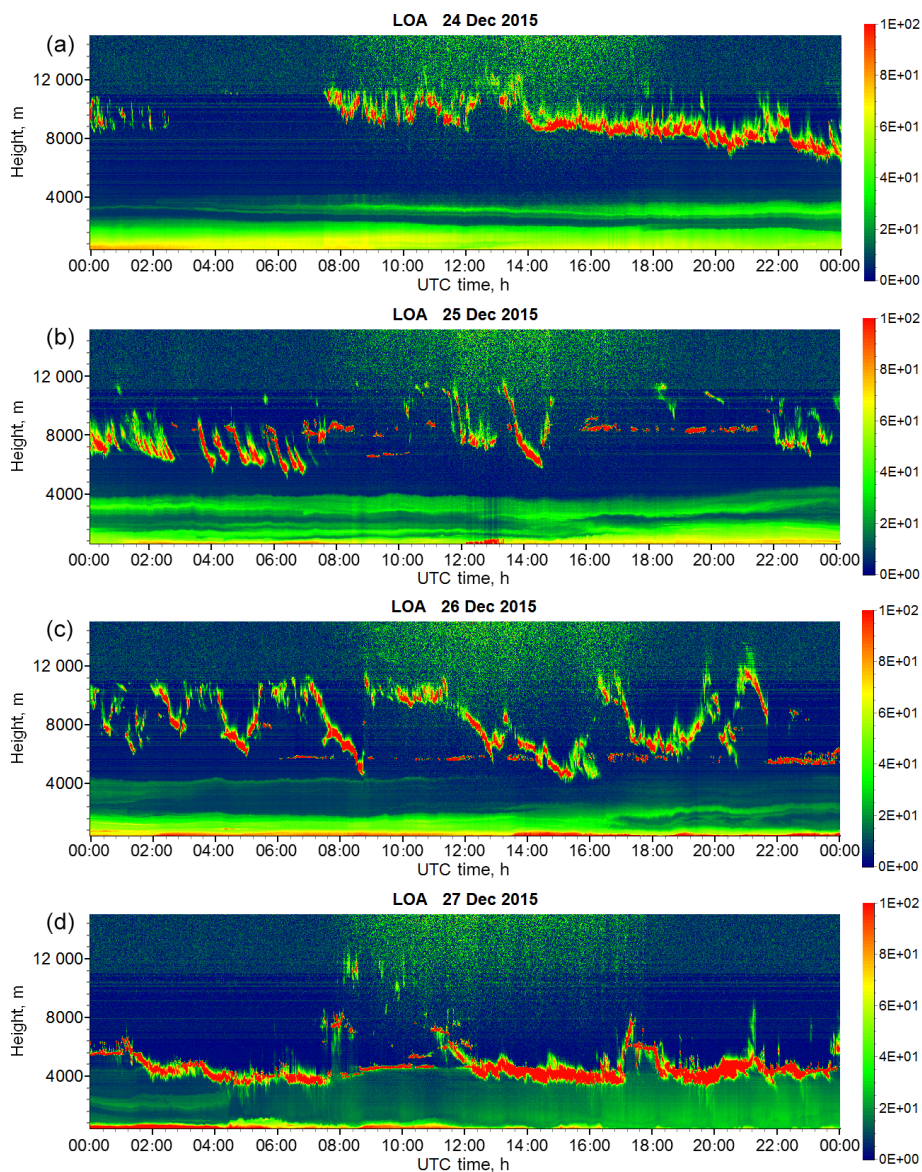 LOA 24 Dec 2015
(a)
1E+02
8E+01
6E+01
4E+01
2E+01
0E+00
Height, m
12 000
8000
4000
00:00 02:00 04:00 06:00 08:00 10:00 12:00 14:00 16:00 18:00 20:00 22:00 00:00
UTC time, h
LOA 25 Dec 2015
(b)
1E+02
8E+01
6E+01
4E+01
2E+01
0E+00
Height, m
12 000
8000
4000
00:00 02:00 04:00 06:00 08:00 10:00 12:00 14:00 16:00 18:00 20:00 22:00 00:00
UTC time, h
LOA 26 Dec 2015
(c)
1E+02
8E+01
6E+01
4E+01
2E+01
0E+00
Height, m
12 000
8000
4000
00:00 02:00 04:00 06:00 08:00 10:00 12:00 14:00 16:00 18:00 20:00 22:00 00:00
UTC time, h
LOA 27 Dec 2015
(d)
1E+02
8E+01
6E+01
4E+01
2E+01
0E+00
Height, m
12 000
8000
4000
00:00 02:00 04:00 06:00 08:00 10:00 12:00 14:00 16:00 18:00 20:00 22:00 00:00
UTC time, h